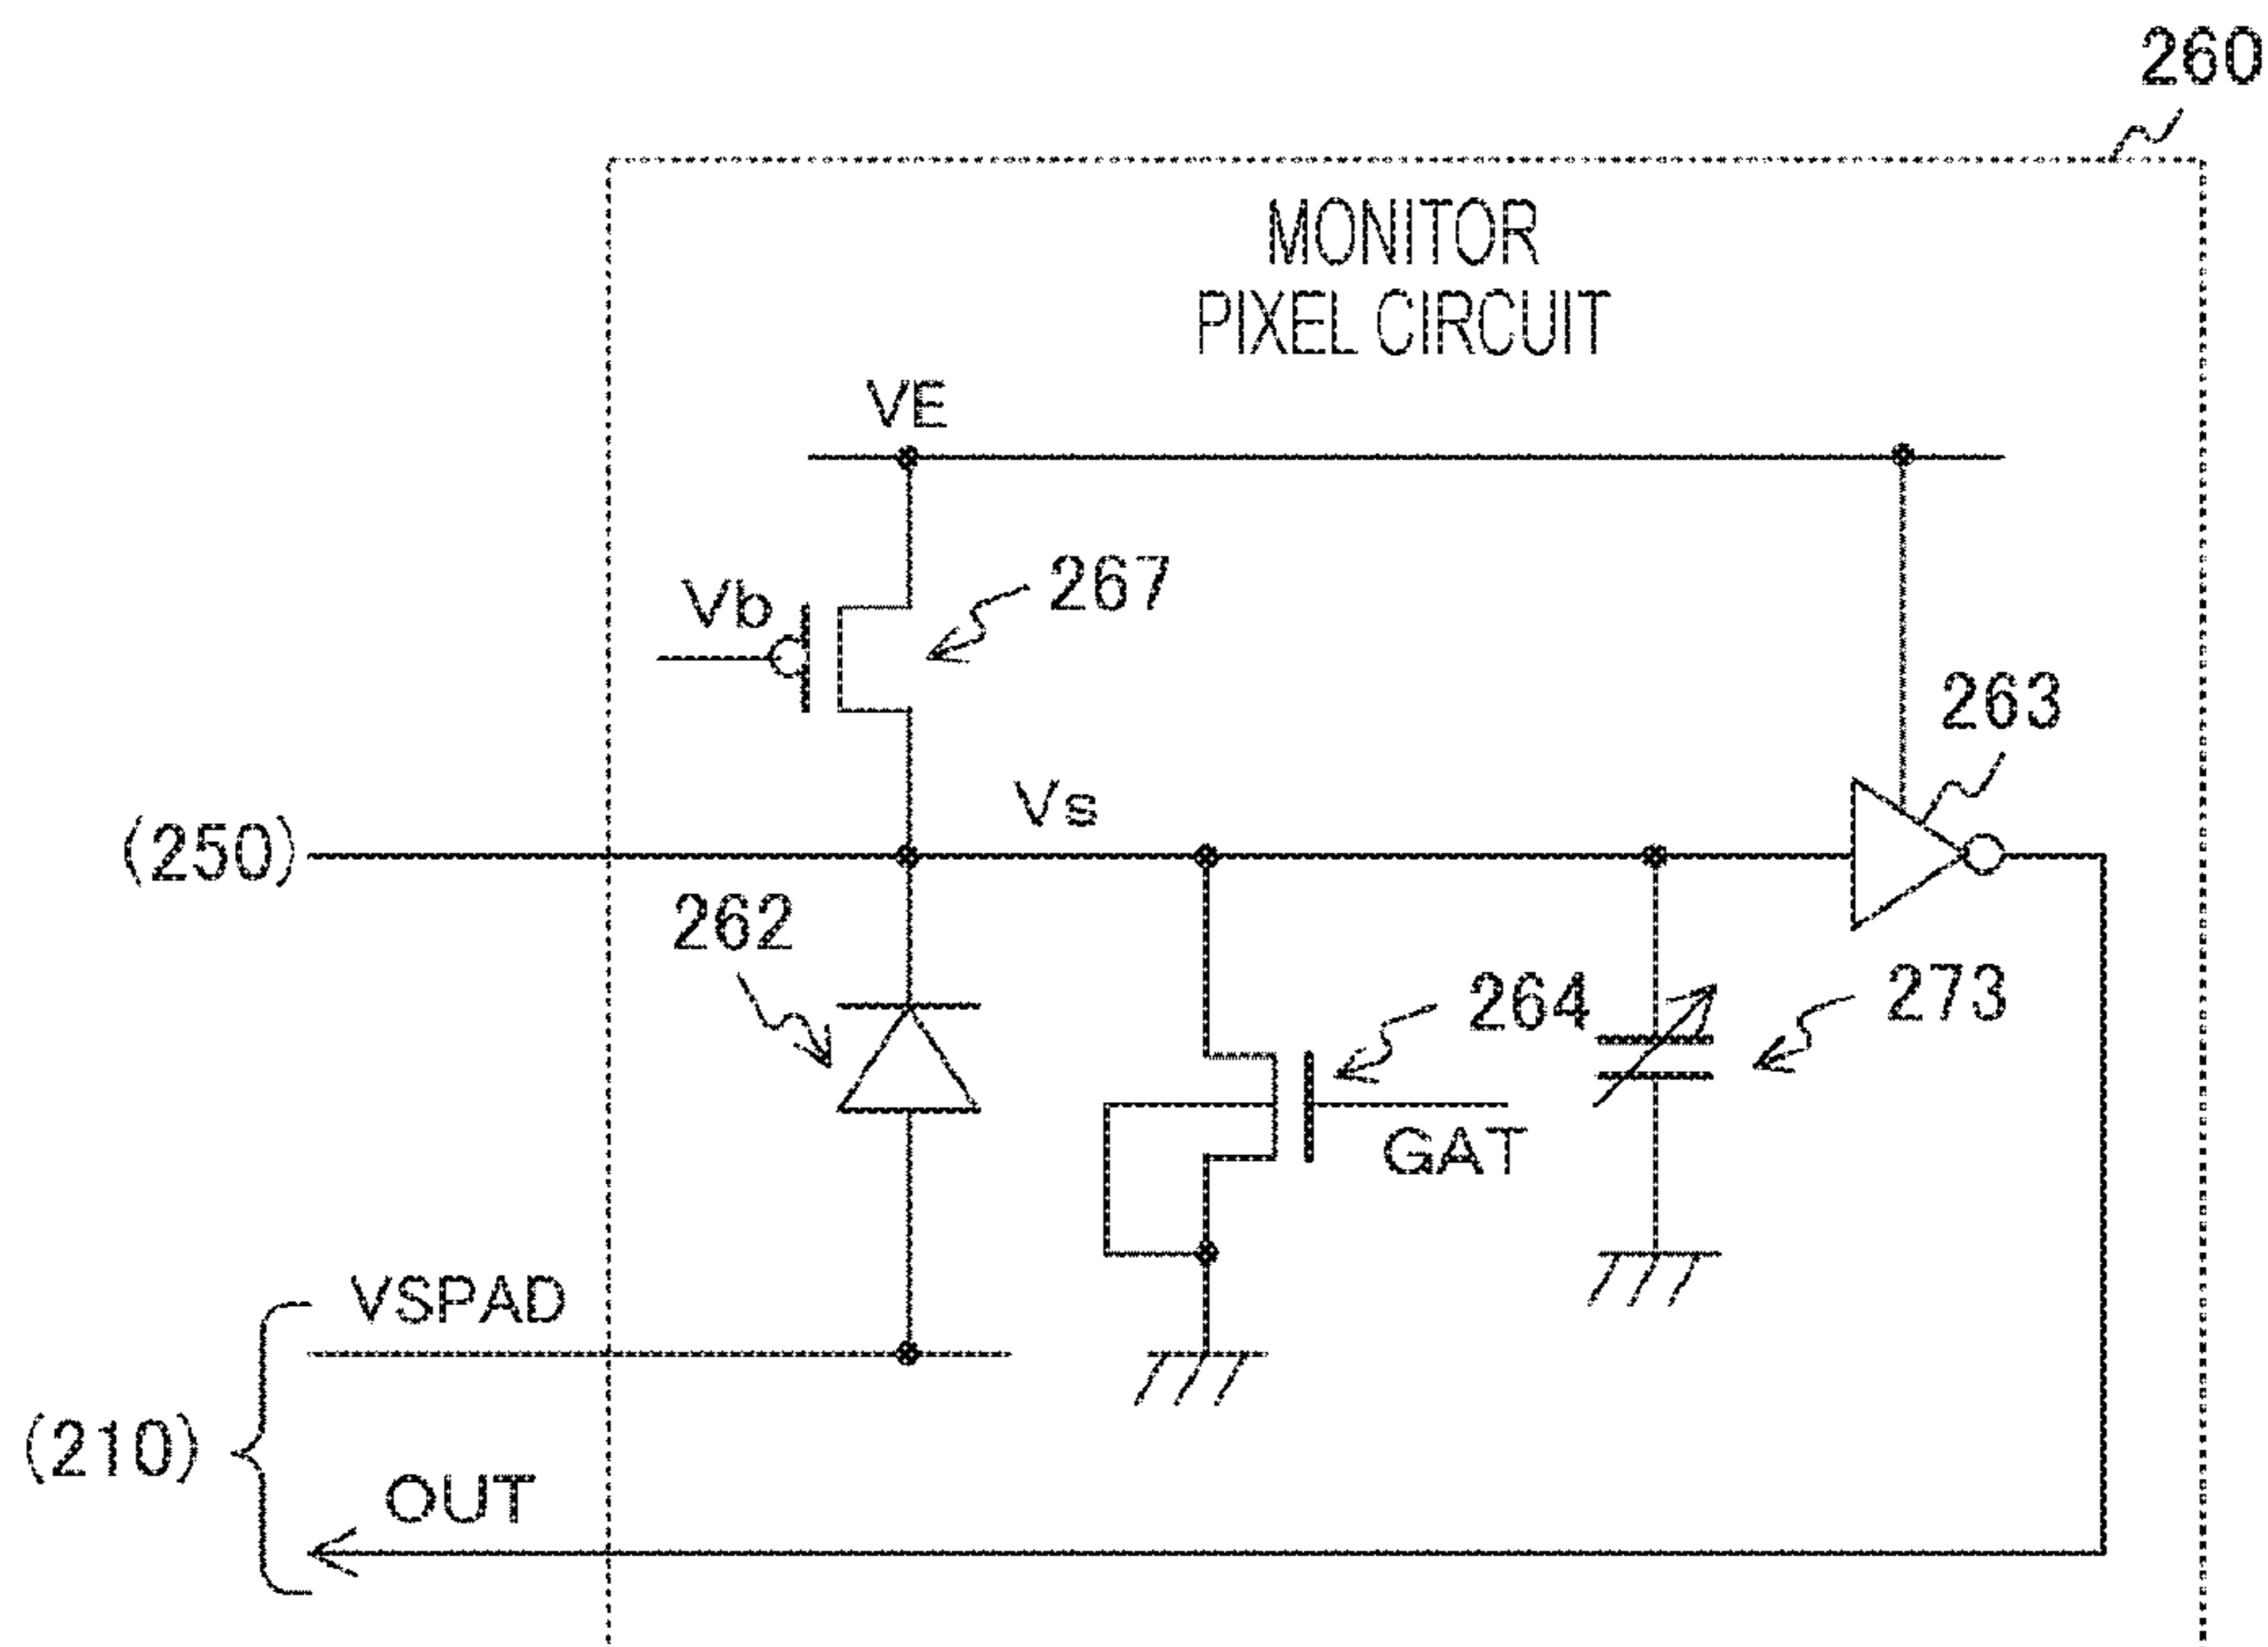 260
MONITOR
PIXEL CIRCUIT
VE
Vb
267
263
Vs
(250)
262
264
273
GAT
VSPAD
(210)
OUT